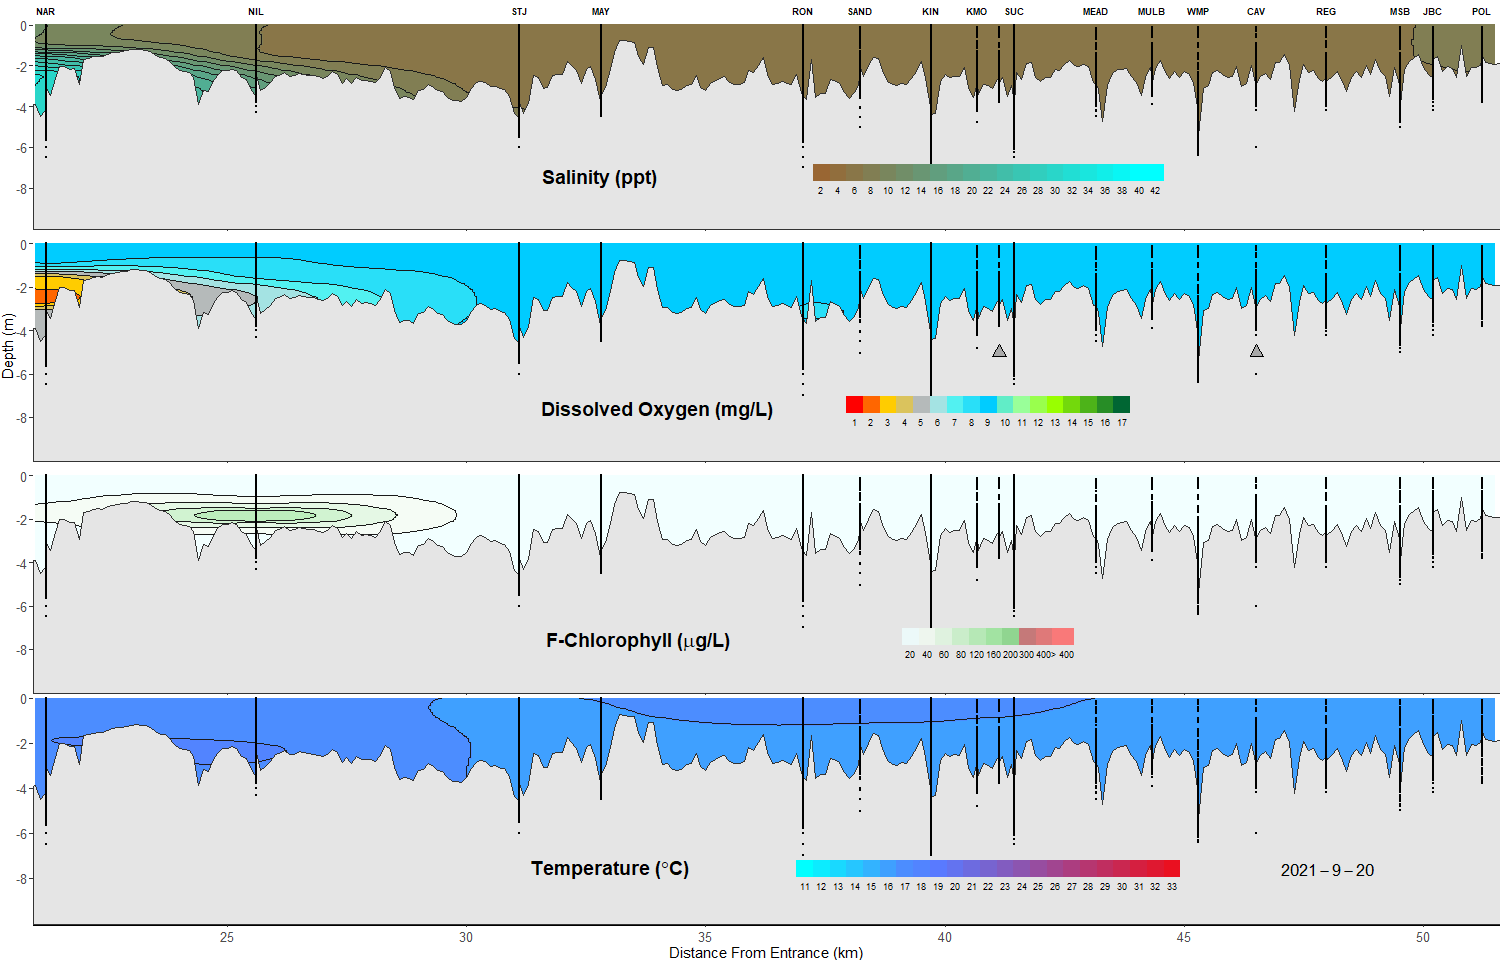 NAR NIL STJ MAY RON SAND KIN KMO SUC MEAD MULB WMP CAV REG MSB JBC POL
0
-2
-4
-6
-8
Salinity (ppt)
2 4 6 8 10 12 14 16 18 20 22 24 26 28 30 32 34 36 38 40 42
0
-2
-4
-6
-8
Depth (m)
Dissolved Oxygen (mg/L)
1 2 3 4 5 6 7 8 9 10 11 12 13 14 15 16 17
0
-2
-4
-6
-8
F-Chlorophyll (μg/L)
20 40 60 80 120 160 200 300 400> 400
0
-2
-4
-6
-8
Temperature (°C)
11 12 13 14 15 16 17 18 19 20 21 22 23 24 25 26 27 28 29 30 31 32 33
2021 – 9 – 20
25 30 35 40 45 50
Distance From Entrance (km)